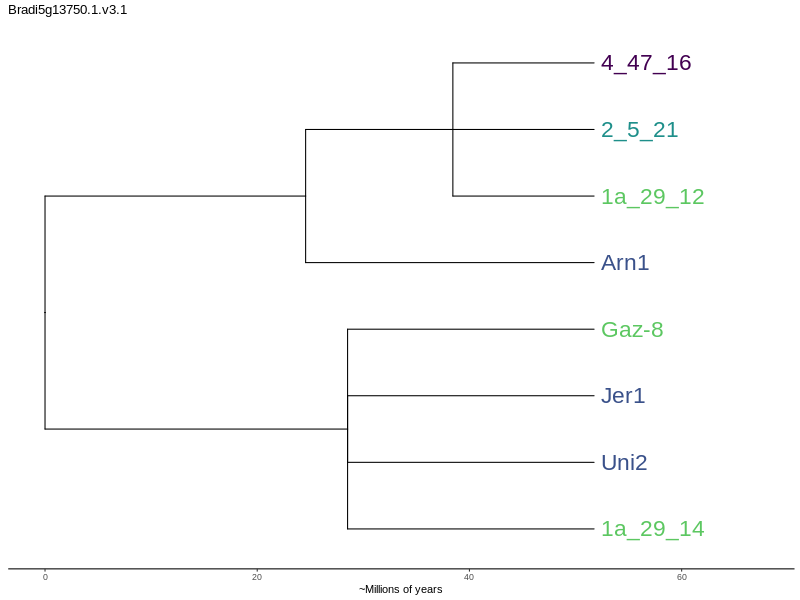 Bradi5g13750.1.v3.1
4_47_16
2_5_21
1a_29_12
Arn1
Gaz-8
Jer1
Uni2
1a_29_14
0 20 40 60
~Millions of years